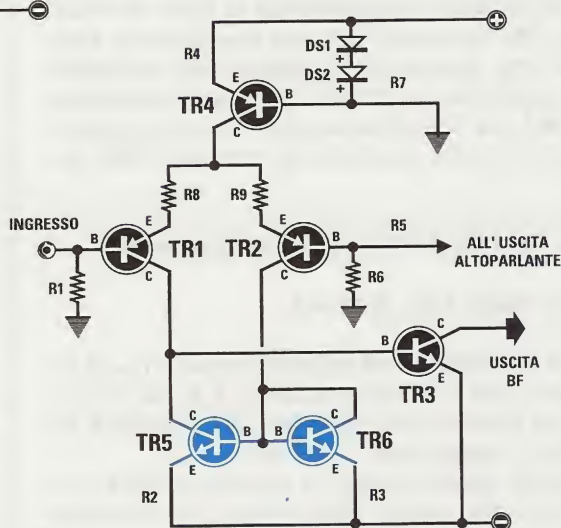 R4
DS1
DS2
R7
E
TR4
B
C
R8
R9
INGRESSO
B
E
TR1
C
R1
E
TR2
B
C
R5
ALL' USCITA
ALTOPARLANTE
R6
C
B
E
TR3
USCITA
BF
C
TR5
B
E
B
C
TR6
E
R2
R3